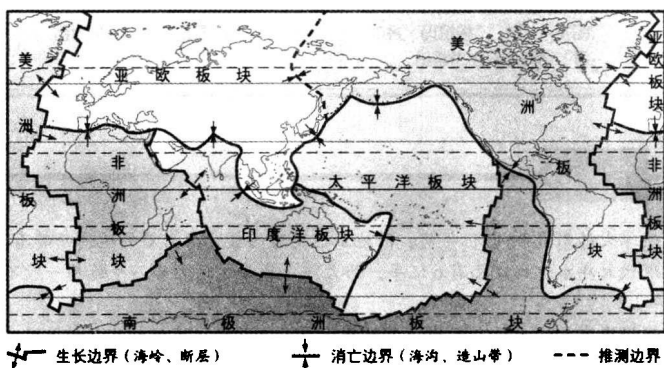 亚欧板块
美洲板块
亚欧板块
美洲板块
非洲板块
太平洋板块
印度洋板块
非洲板块
南极洲板块
生长边界（海岭、断层）
消亡边界（海沟、造山带）
推测边界